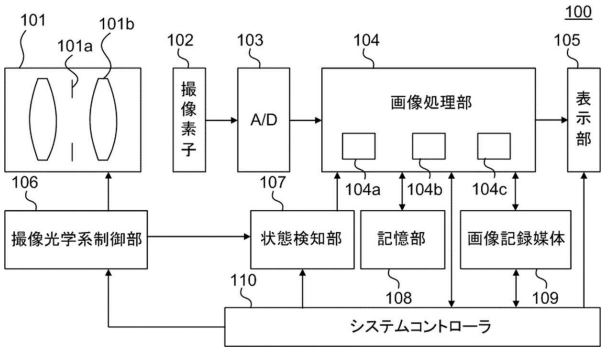 100
101
101a
101b
102
103
104
105
撮像素子
A/D
画像処理部
表示部
104a
104b
104c
106
107
撮像光学系制御部
状態検知部
記憶部
画像記録媒体
108
109
110
システムコントローラ